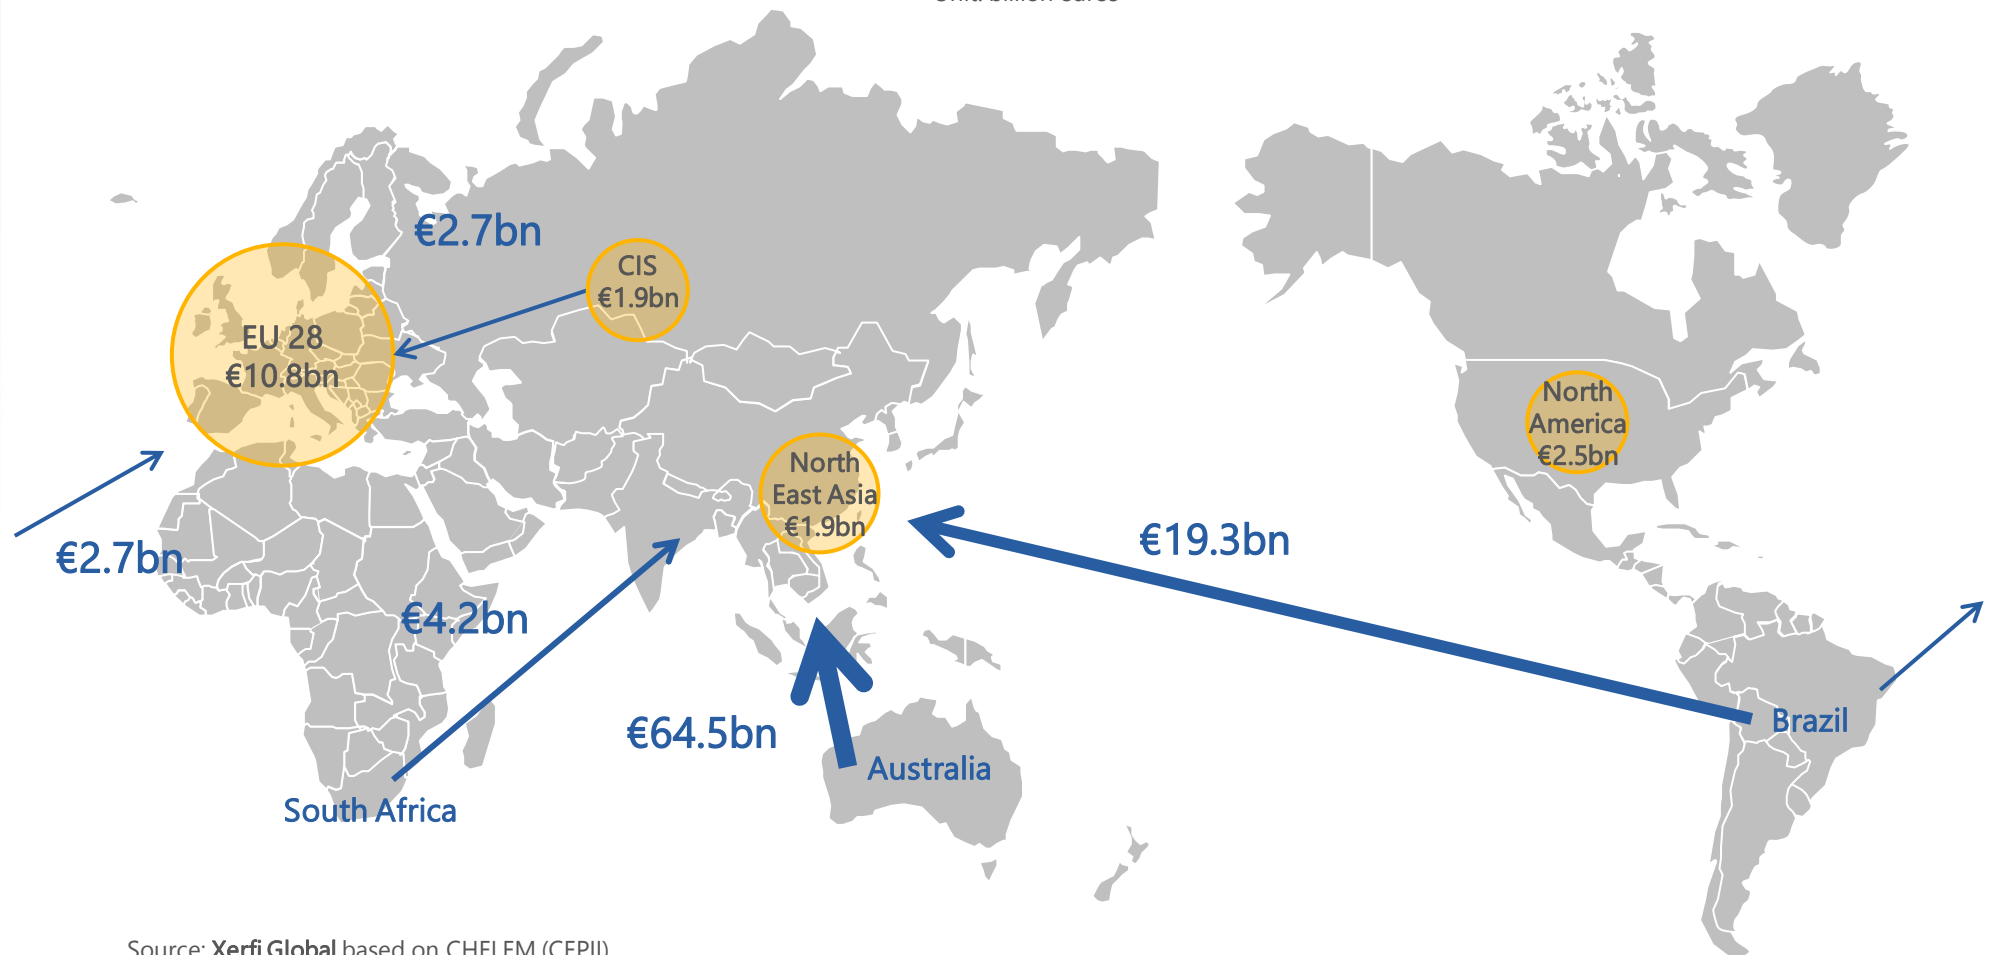 €2.7bn
CIS
€1.9bn
EU 28
€10.8bn
North
America
€2.5bn
North
East Asia
€1.9bn
€19.3bn
€2.7bn
€4.2bn
€64.5bn
Brazil
Australia
South Africa
Source: Xerfi Global based on CHELEM (CEPII)